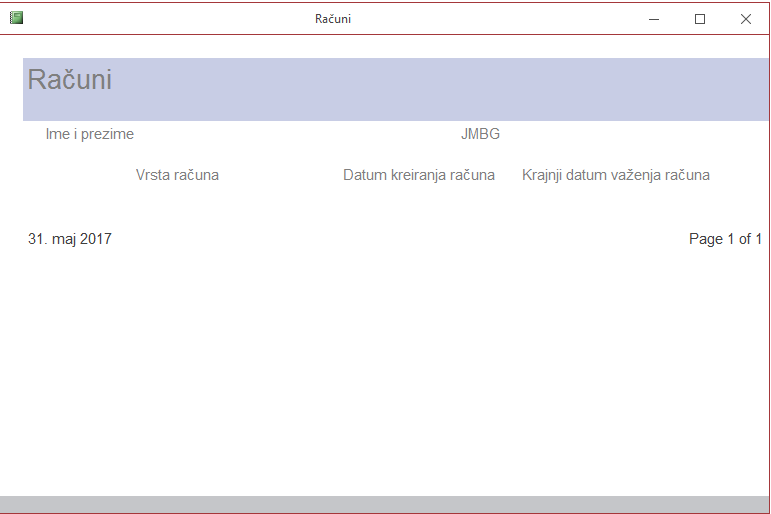 Računi
Računi
Ime i prezime JMBG
Vrsta računa Datum kreiranja računa Krajnji datum važenja računa
31. maj 2017 Page 1 of 1